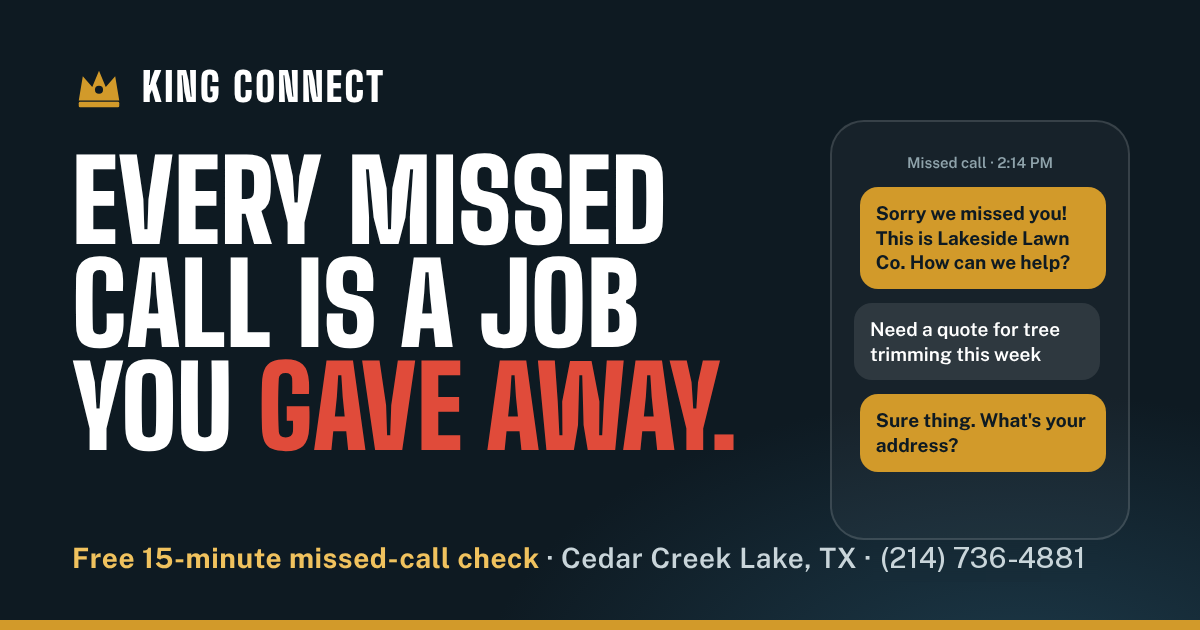 KING CONNECT
EVERY MISSED
CALL IS A JOB
YOU GAVE AWAY.
Missed call · 2:14 PM
Sorry we missed you!
This is Lakeside Lawn
Co. How can we help?
Need a quote for tree
trimming this week
Sure thing. What's your
address?
Free 15-minute missed-call check · Cedar Creek Lake, TX · (214) 736-4881